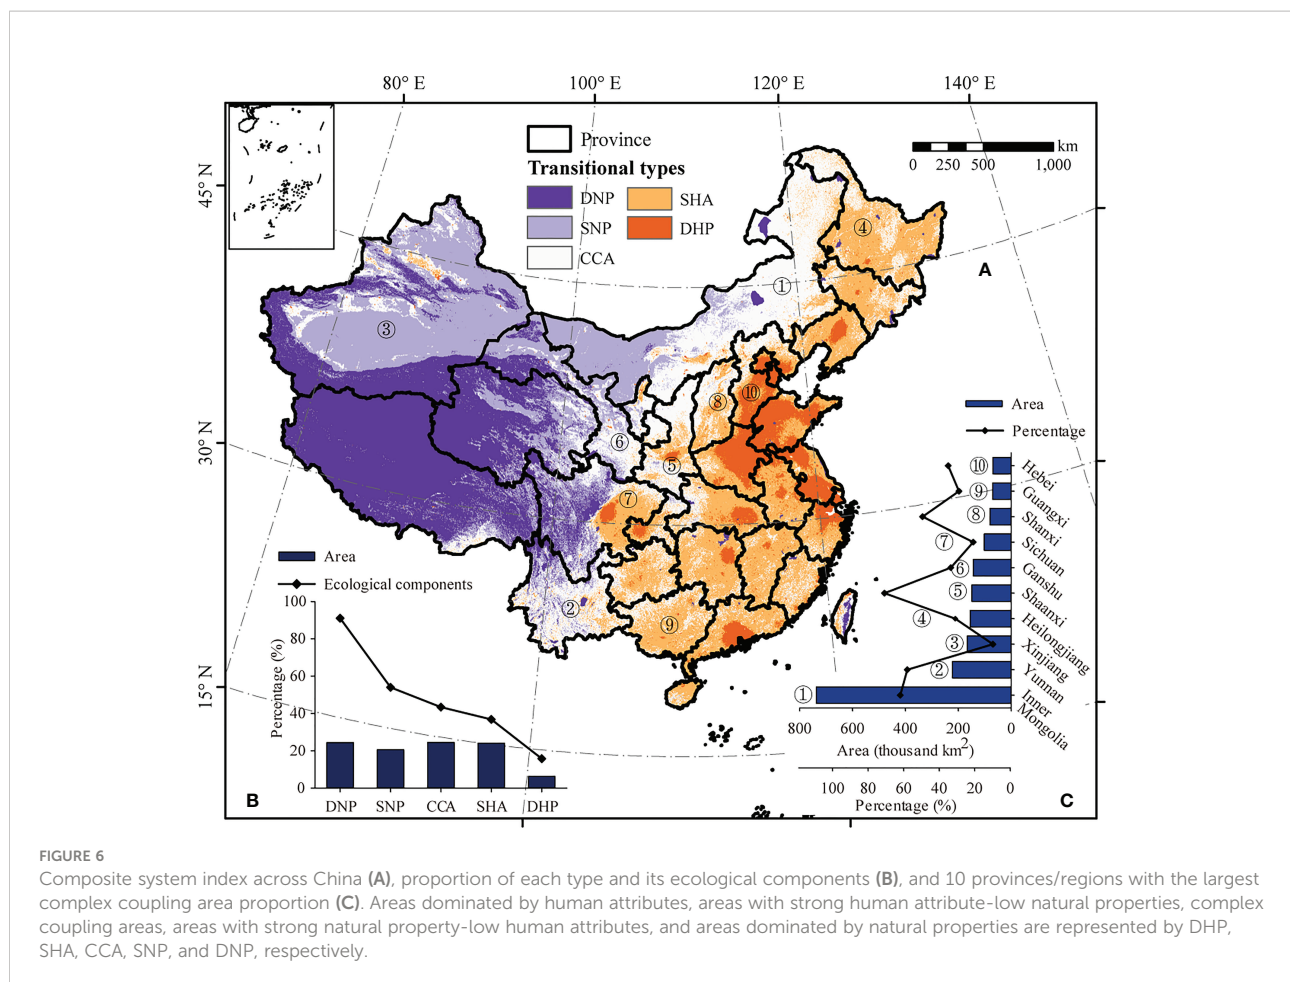 80° E
100° E
120° E
140° E
45° N
30° N
15° N
Province
Transitional types
DNP
SNP
CCA
SHA
DHP
km
0
250
500
1,000
A
①
②
③
④
⑤
⑥
⑦
⑧
⑨
⑩
Area
Ecological components
Percentage (%)
100
80
60
40
20
0
DNP
SNP
CCA
SHA
DHP
B
Area
Percentage
⑩
Hebei
⑨
Guangxi
⑧
Shanxi
⑦
Sichuan
⑥
Ganshu
⑤
Shaanxi
④
Heilongjiang
③
Xinjiang
②
Yunnan
①
Inner
Mongolia
800
600
400
200
0
Area (thousand km²)
100
80
60
40
20
0
Percentage (%)
C
FIGURE 6
Composite system index across China (A), proportion of each type and its ecological components (B), and 10 provinces/regions with the largest
complex coupling area proportion (C). Areas dominated by human attributes, areas with strong human attribute-low natural properties, complex
coupling areas, areas with strong natural property-low human attributes, and areas dominated by natural properties are represented by DHP,
SHA, CCA, SNP, and DNP, respectively.